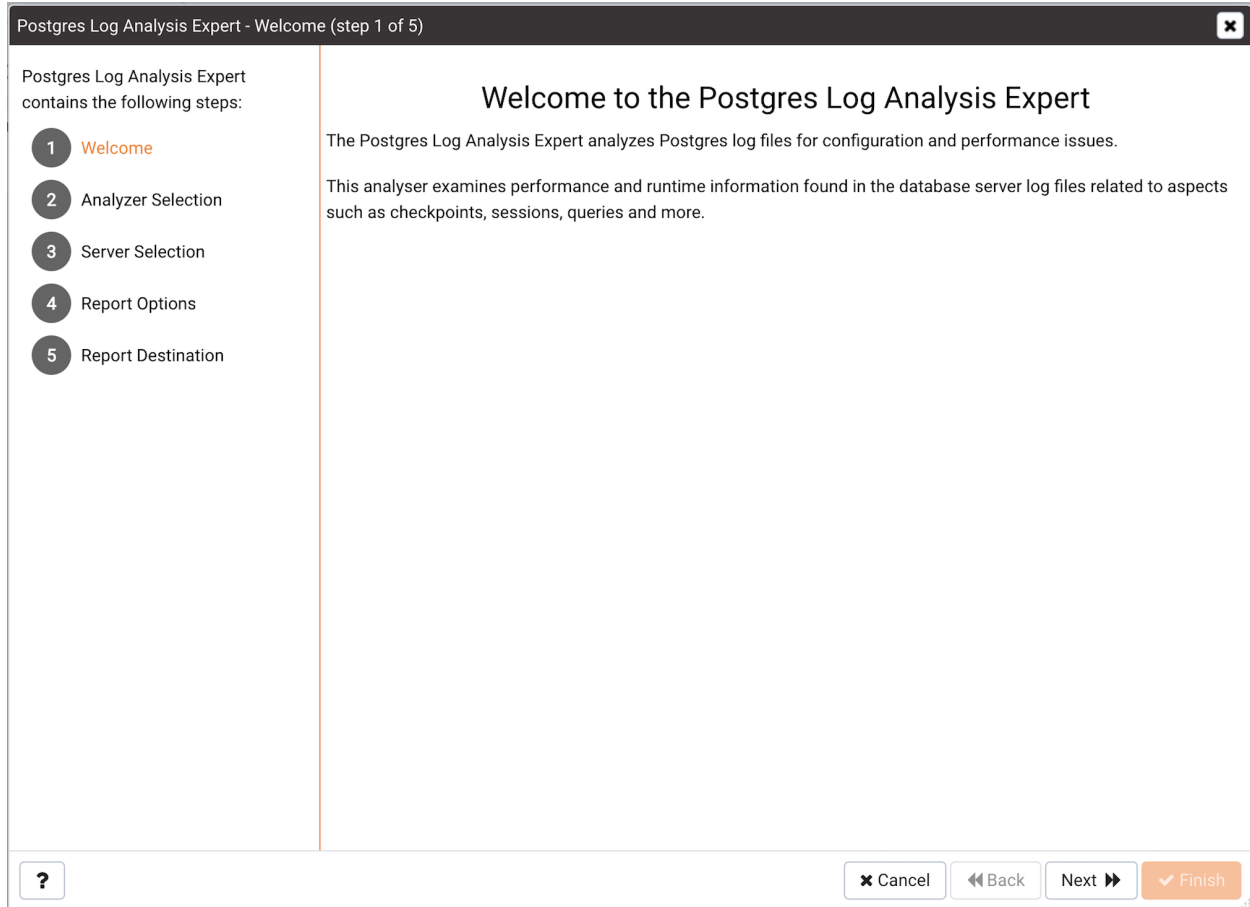 Postgres Log Analysis Expert - Welcome (step 1 of 5)
Postgres Log Analysis Expert
contains the following steps:
1 Welcome
2 Analyzer Selection
3 Server Selection
4 Report Options
5 Report Destination
Welcome to the Postgres Log Analysis Expert
The Postgres Log Analysis Expert analyzes Postgres log files for configuration and performance issues.
This analyser examines performance and runtime information found in the database server log files related to aspects
such as checkpoints, sessions, queries and more.
? Cancel Back Next Finish